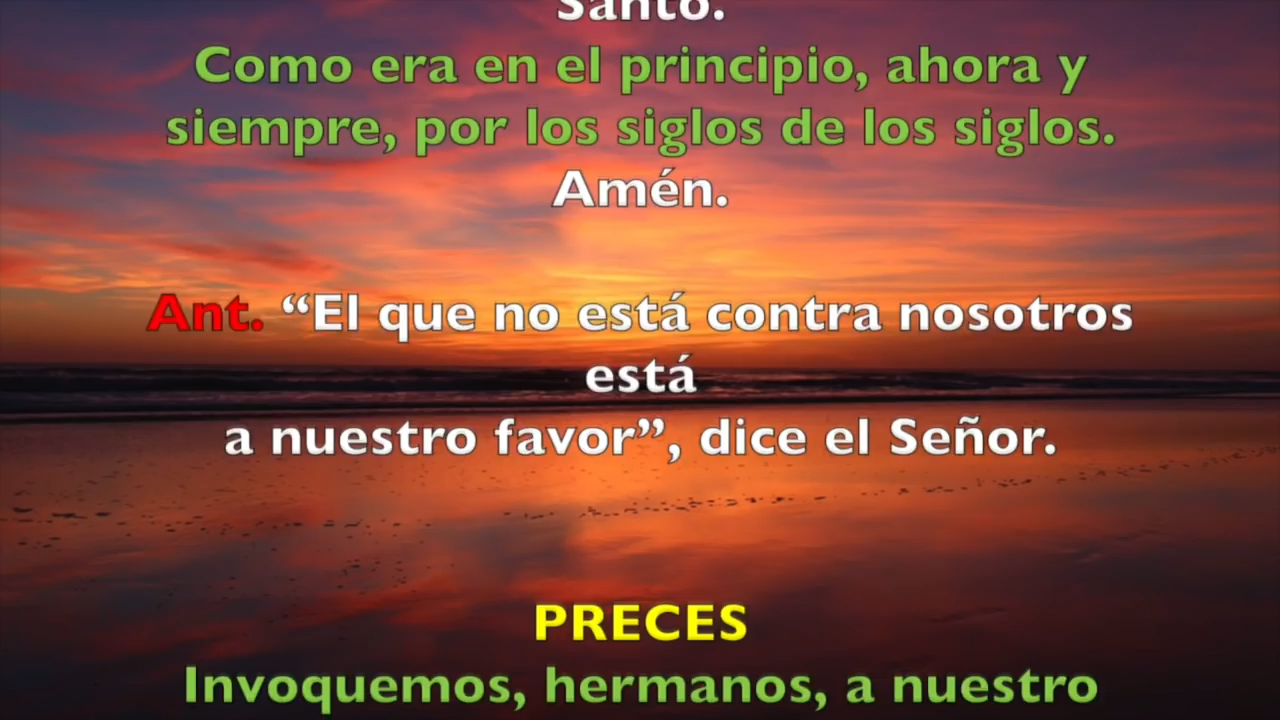 Santo.
Como era en el principio, ahora y
siempre, por los siglos de los siglos.
Amén.
Ant. “El que no está contra nosotros
está
a nuestro favor”, dice el Señor.
PRECES
Invoquemos, hermanos, a nuestro